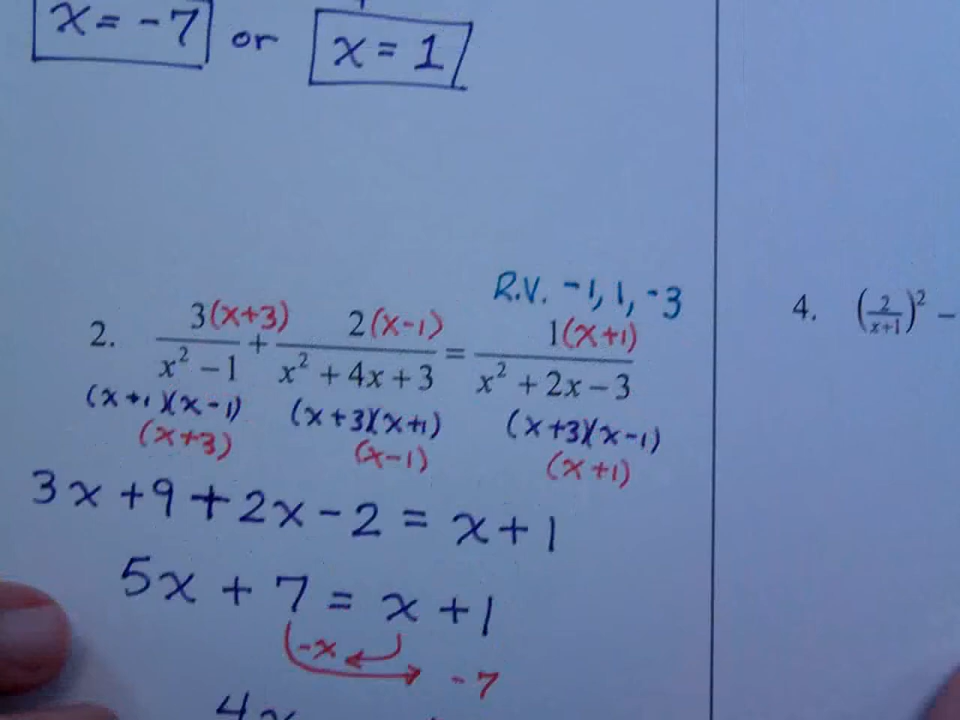 x = -7 or x = 1
R.V. -1, 1, -3
2. 3(x+3)/(x² - 1) + 2(x-1)/(x² + 4x + 3) = 1(x+1)/(x² + 2x - 3)
(x+1)(x-1) (x+3)(x+1) (x+3)(x-1)
(x+3) (x-1) (x+1)
3x + 9 + 2x - 2 = x + 1
5x + 7 = x + 1
-x -7
4x
4. (2/(x+1))² -